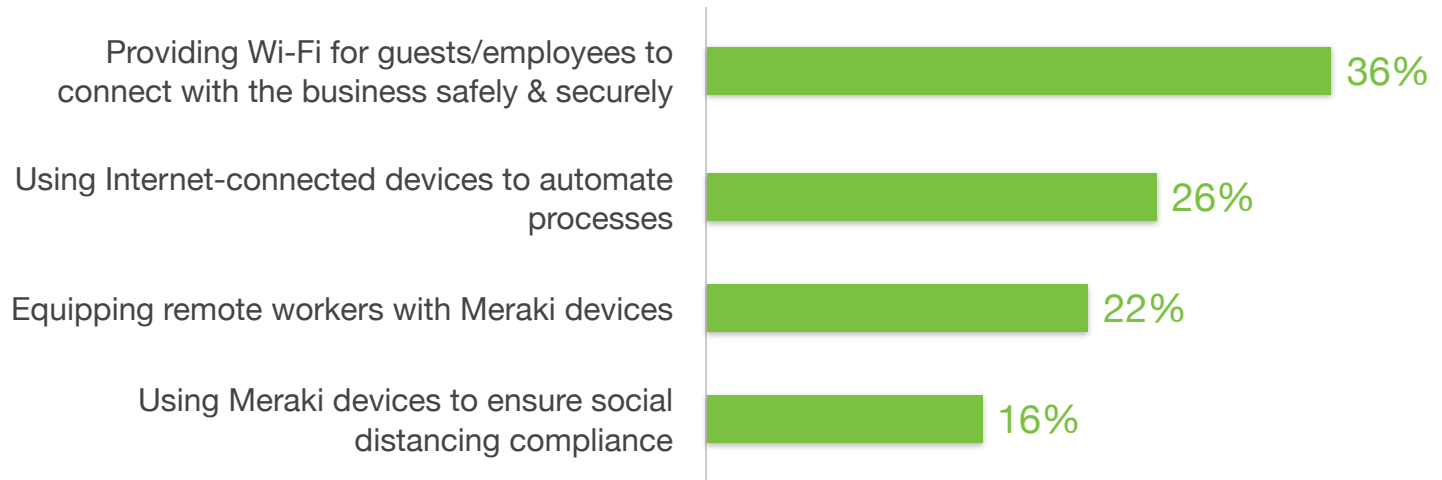 Providing Wi-Fi for guests/employees to
connect with the business safely & securely
36%
Using Internet-connected devices to automate
processes
26%
Equipping remote workers with Meraki devices
22%
Using Meraki devices to ensure social
distancing compliance
16%